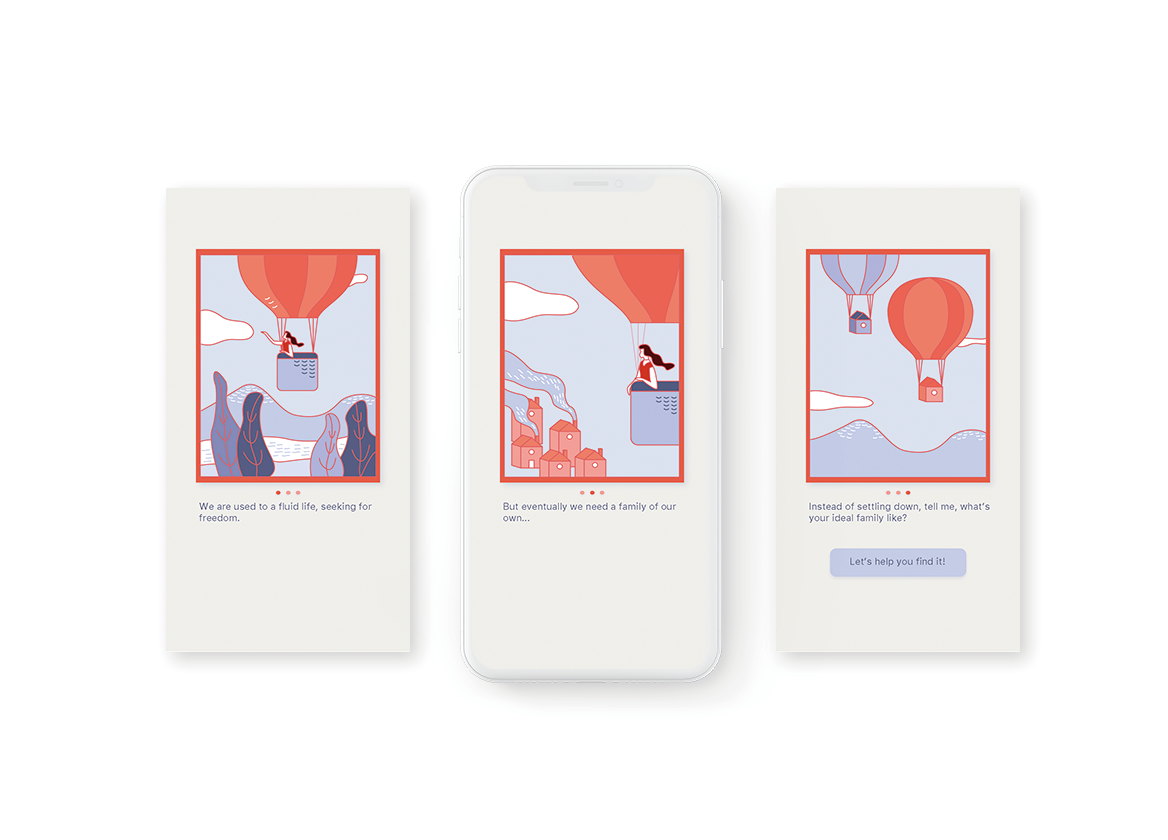 We are used to a fluid life, seeking for
freedom.
But eventually we need a family of our
own...
Instead of settling down, tell me, what's
your ideal family like?
Let's help you find it!